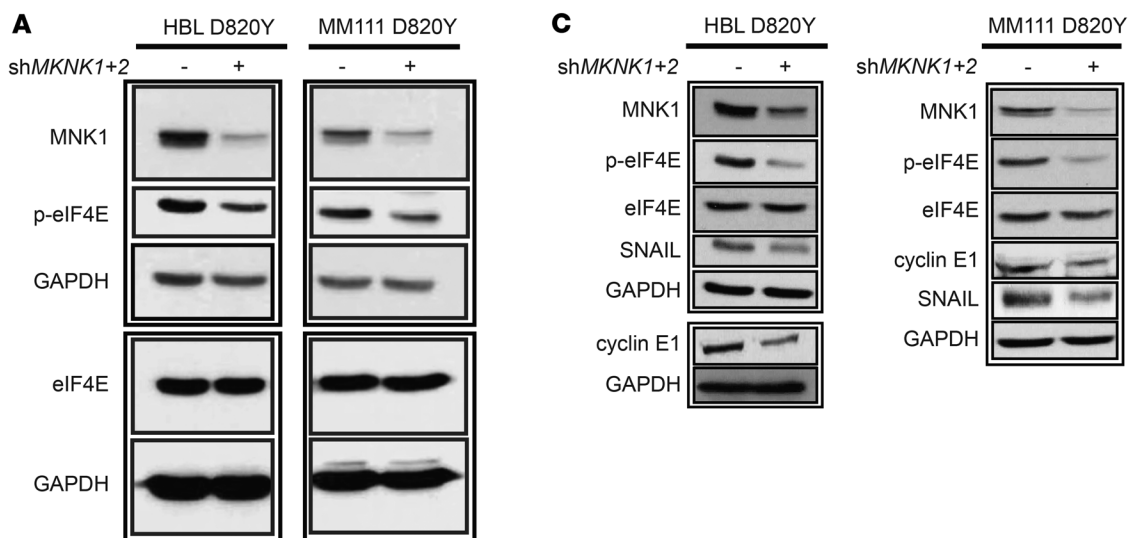 A
HBL D820Y MM111 D820Y
shMKNK1+2 - + - +
MNK1
p-eIF4E
GAPDH
eIF4E
GAPDH
C
HBL D820Y
shMKNK1+2 - +
MNK1
p-eIF4E
eIF4E
SNAIL
GAPDH
cyclin E1
GAPDH
MM111 D820Y
shMKNK1+2 - +
MNK1
p-eIF4E
eIF4E
cyclin E1
SNAIL
GAPDH